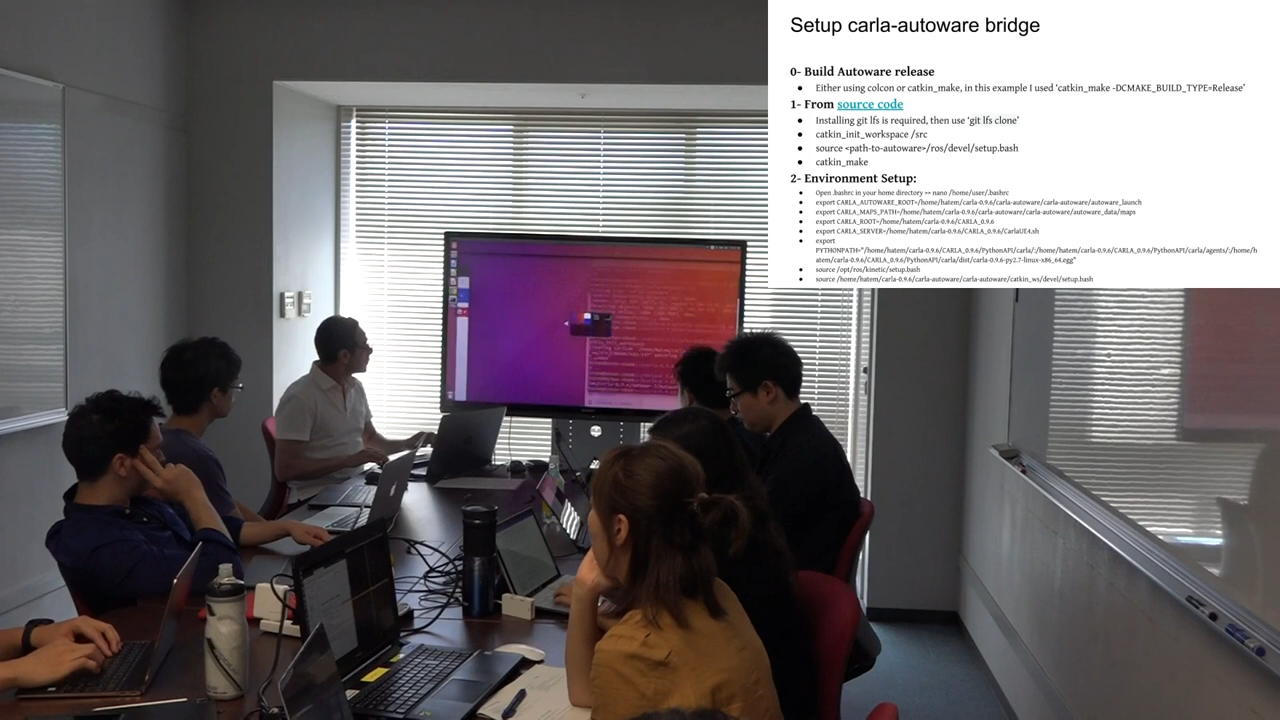 Setup carla-autoware bridge
0- Build Autoware release
● Either using colcon or catkin_make, in this example I used ‘catkin_make -DCMAKE_BUILD_TYPE=Release’
1- From source code
● Installing git lfs is required, then use ‘git lfs clone’
● catkin_init_workspace /src
● source <path-to-autoware>/ros/devel/setup.bash
● catkin_make
2- Environment Setup:
● Open .bashrc in your home directory >> nano /home/user/.bashrc
● export CARLA_AUTOWARE_ROOT=/home/hatem/carla-0.9.6/carla-autoware/carla-autoware/autoware_launch
● export CARLA_MAPS_PATH=/home/hatem/carla-0.9.6/carla-autoware/carla-autoware/autoware_data/maps
● export CARLA_ROOT=/home/hatem/carla-0.9.6/CARLA_0.9.6
● export CARLA_SERVER=/home/hatem/carla-0.9.6/CARLA_0.9.6/CarlaUE4.sh
● export
PYTHONPATH="/home/hatem/carla-0.9.6/CARLA_0.9.6/PythonAPI/carla/:/home/hatem/carla-0.9.6/CARLA_0.9.6/PythonAPI/carla/agents/:/home/h
atem/carla-0.9.6/CARLA_0.9.6/PythonAPI/carla/dist/carla-0.9.6-py2.7-linux-x86_64.egg"
● source /opt/ros/kinetic/setup.bash
● source /home/hatem/carla-0.9.6/carla-autoware/carla-autoware/catkin_ws/devel/setup.bash